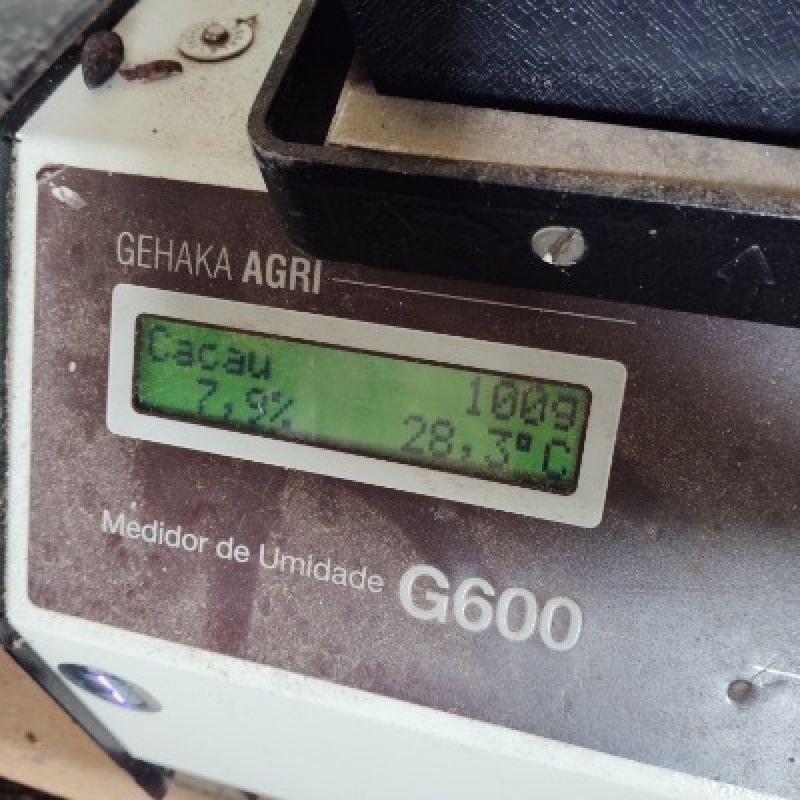 GEHAKA AGRI
Cacau
100g
7,9% 28,3°C
Medidor de Umidade G600